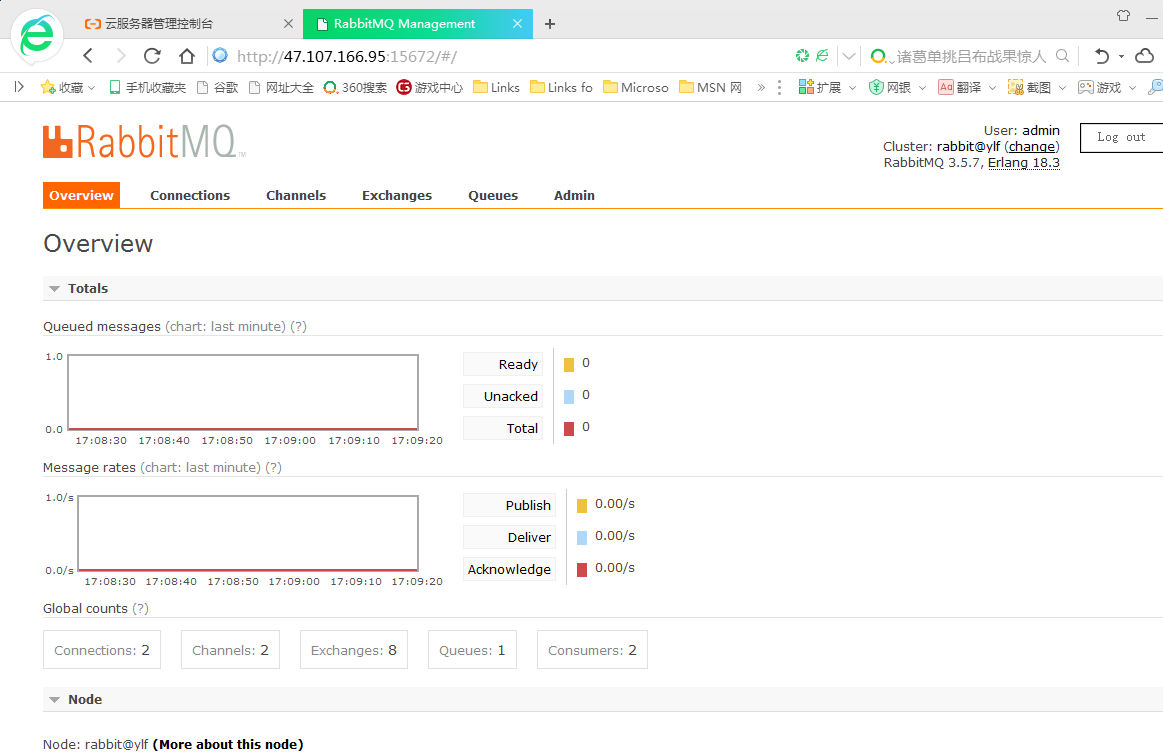 云服务器管理控制台
RabbitMQ Management
http://47.107.166.95:15672/#/
诸葛单挑吕布战果惊人
收藏 手机收藏夹 谷歌 网址大全 360搜索 游戏中心 Links Links fo Microso MSN 网 » 扩展 网银 翻译 截图 游戏
RabbitMQ TM
User: admin
Cluster: rabbit@ylf (change)
RabbitMQ 3.5.7, Erlang 18.3
Log out
Overview Connections Channels Exchanges Queues Admin
Overview
Totals
Queued messages (chart: last minute) (?)
1.0
0.0
17:08:30 17:08:40 17:08:50 17:09:00 17:09:10 17:09:20
Ready 0
Unacked 0
Total 0
Message rates (chart: last minute) (?)
1.0/s
0.0/s
17:08:30 17:08:40 17:08:50 17:09:00 17:09:10 17:09:20
Publish 0.00/s
Deliver 0.00/s
Acknowledge 0.00/s
Global counts (?)
Connections: 2 Channels: 2 Exchanges: 8 Queues: 1 Consumers: 2
Node
Node: rabbit@ylf (More about this node)